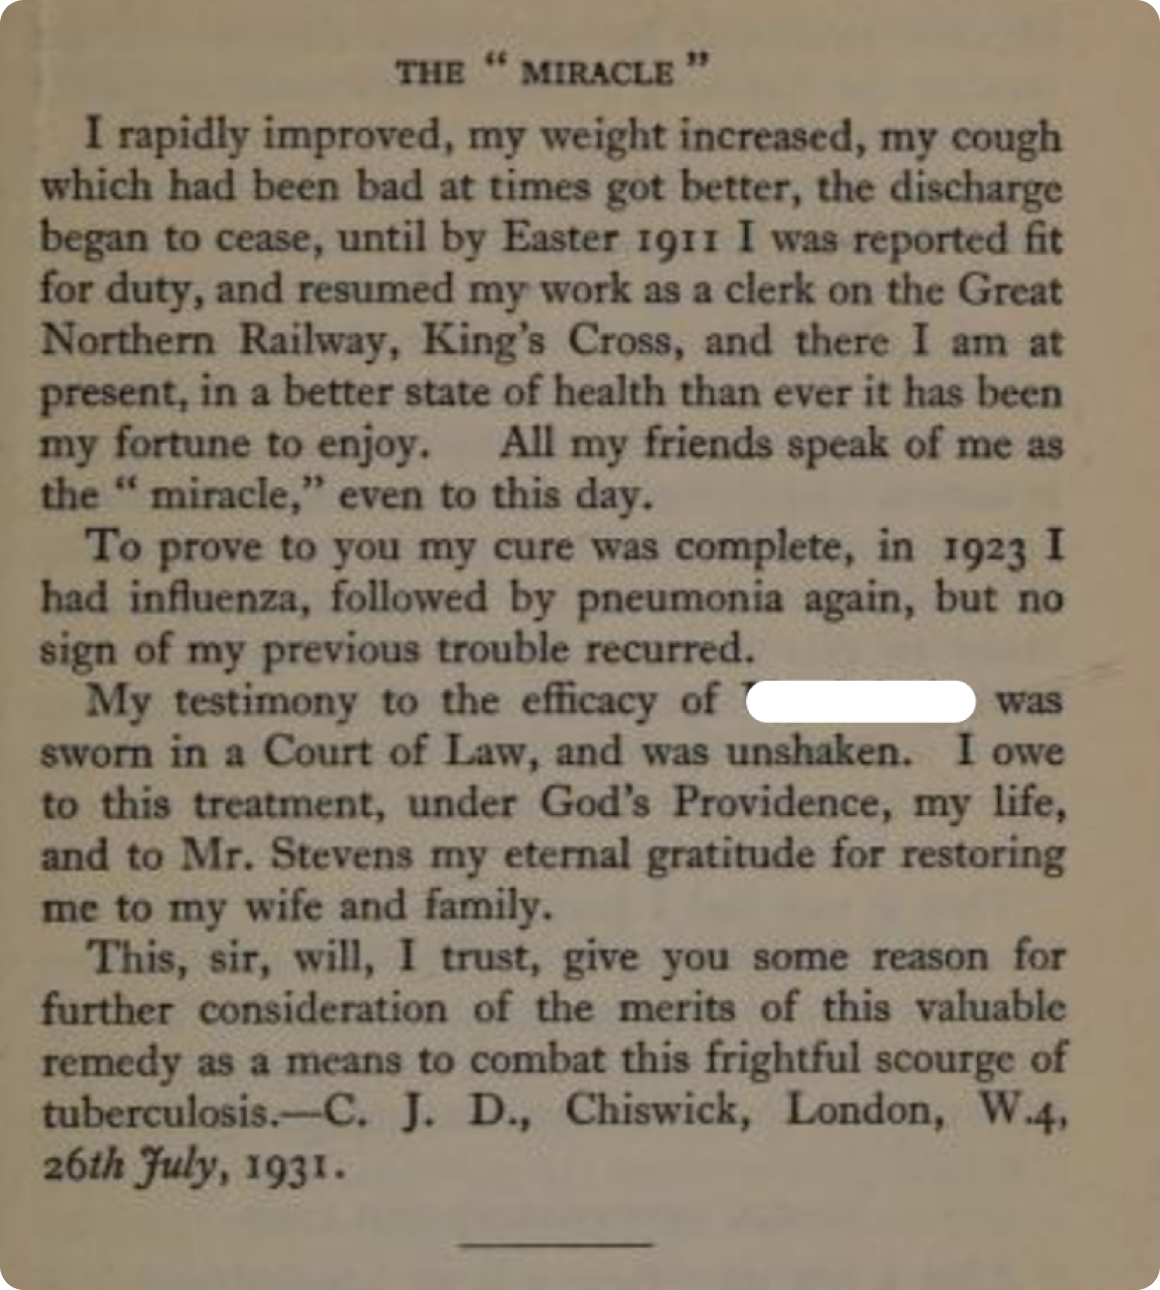 THE “ MIRACLE ”
I rapidly improved, my weight increased, my cough
which had been bad at times got better, the discharge
began to cease, until by Easter 1911 I was reported fit
for duty, and resumed my work as a clerk on the Great
Northern Railway, King’s Cross, and there I am at
present, in a better state of health than ever it has been
my fortune to enjoy. All my friends speak of me as
the “ miracle,” even to this day.
To prove to you my cure was complete, in 1923 I
had influenza, followed by pneumonia again, but no
sign of my previous trouble recurred.
My testimony to the efficacy of was
sworn in a Court of Law, and was unshaken. I owe
to this treatment, under God’s Providence, my life,
and to Mr. Stevens my eternal gratitude for restoring
me to my wife and family.
This, sir, will, I trust, give you some reason for
further consideration of the merits of this valuable
remedy as a means to combat this frightful scourge of
tuberculosis.—C. J. D., Chiswick, London, W.4,
26th July, 1931.